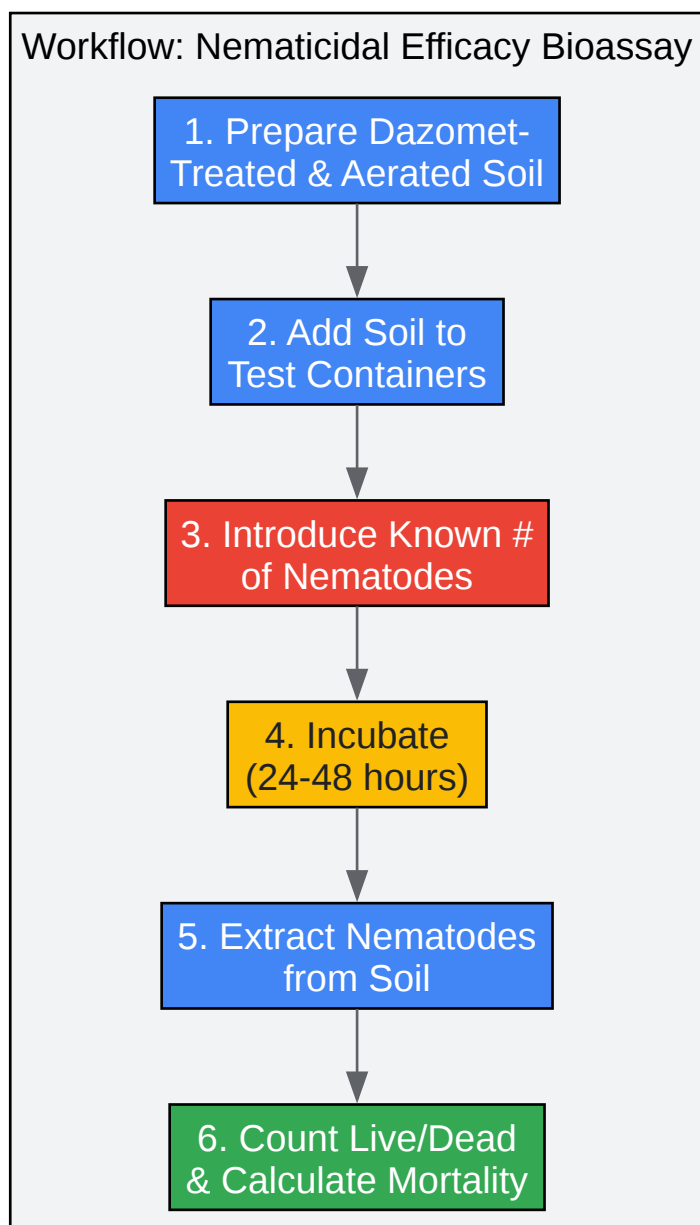 Workflow: Nematicidal Efficacy Bioassay
1. Prepare Dazomet-
Treated & Aerated Soil
2. Add Soil to
Test Containers
3. Introduce Known #
of Nematodes
4. Incubate
(24-48 hours)
5. Extract Nematodes
from Soil
6. Count Live/Dead
& Calculate Mortality